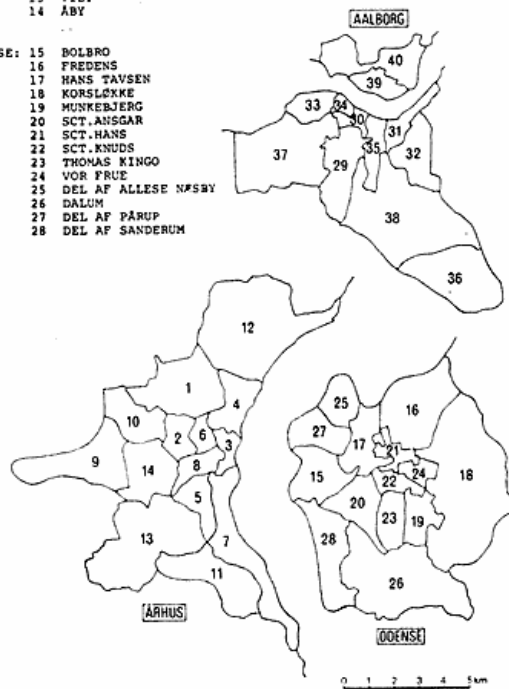 14 ÅBY
SE: 15 BOLBRO
16 FREDENS
17 HANS TAVSEN
18 KORSLØKKE
19 MUNKEBJERG
20 SCT.ANSGAR
21 SCT.HANS
22 SCT.KNUDS
23 THOMAS KINGO
24 VOR FRUE
25 DEL AF ALLESE NÆSBY
26 DALUM
27 DEL AF PÅRUP
28 DEL AF SANDERUM
AALBORG
40
39
33 34
30 31
37 29 35 32
38
36
12
1
4
10
2 6
3
9 14 8
5
13 7
11
ÅRHUS
25 16
27 17
21
15 22 24 18
20
23 19
28
26
ODENSE
0 1 2 3 4 5 km